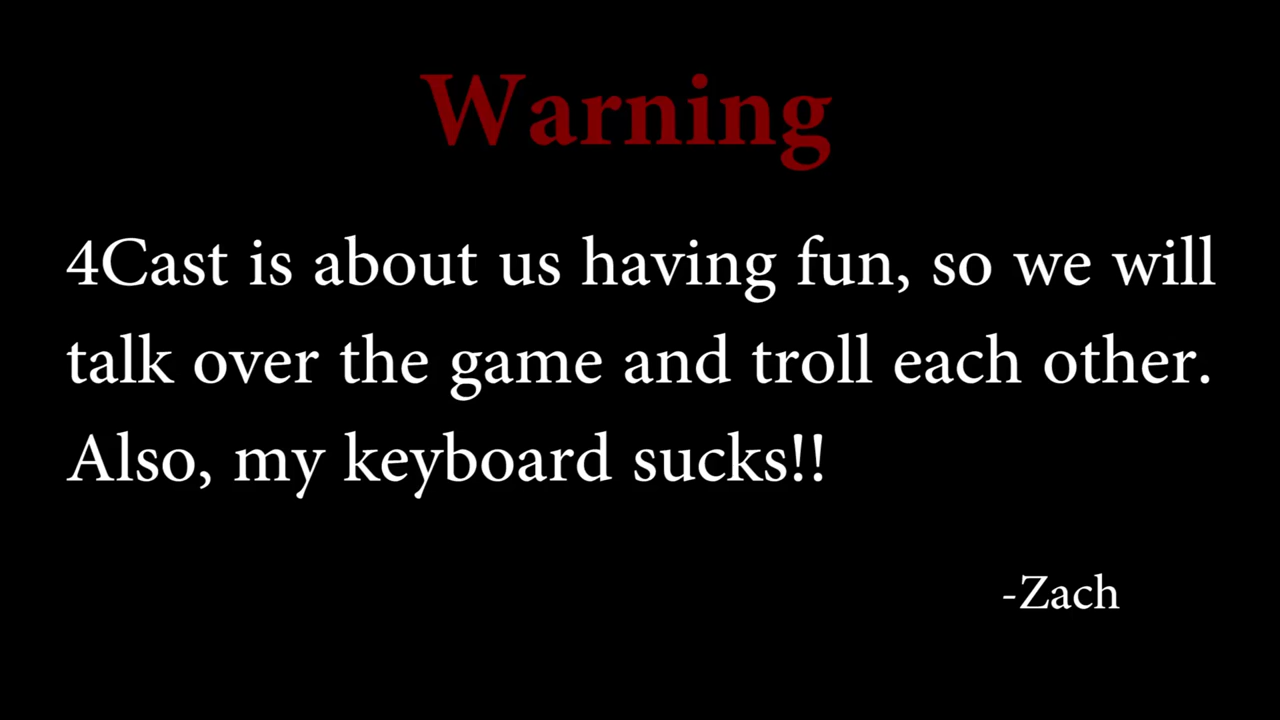 Warning
4Cast is about us having fun, so we will
talk over the game and troll each other.
Also, my keyboard sucks!!
-Zach